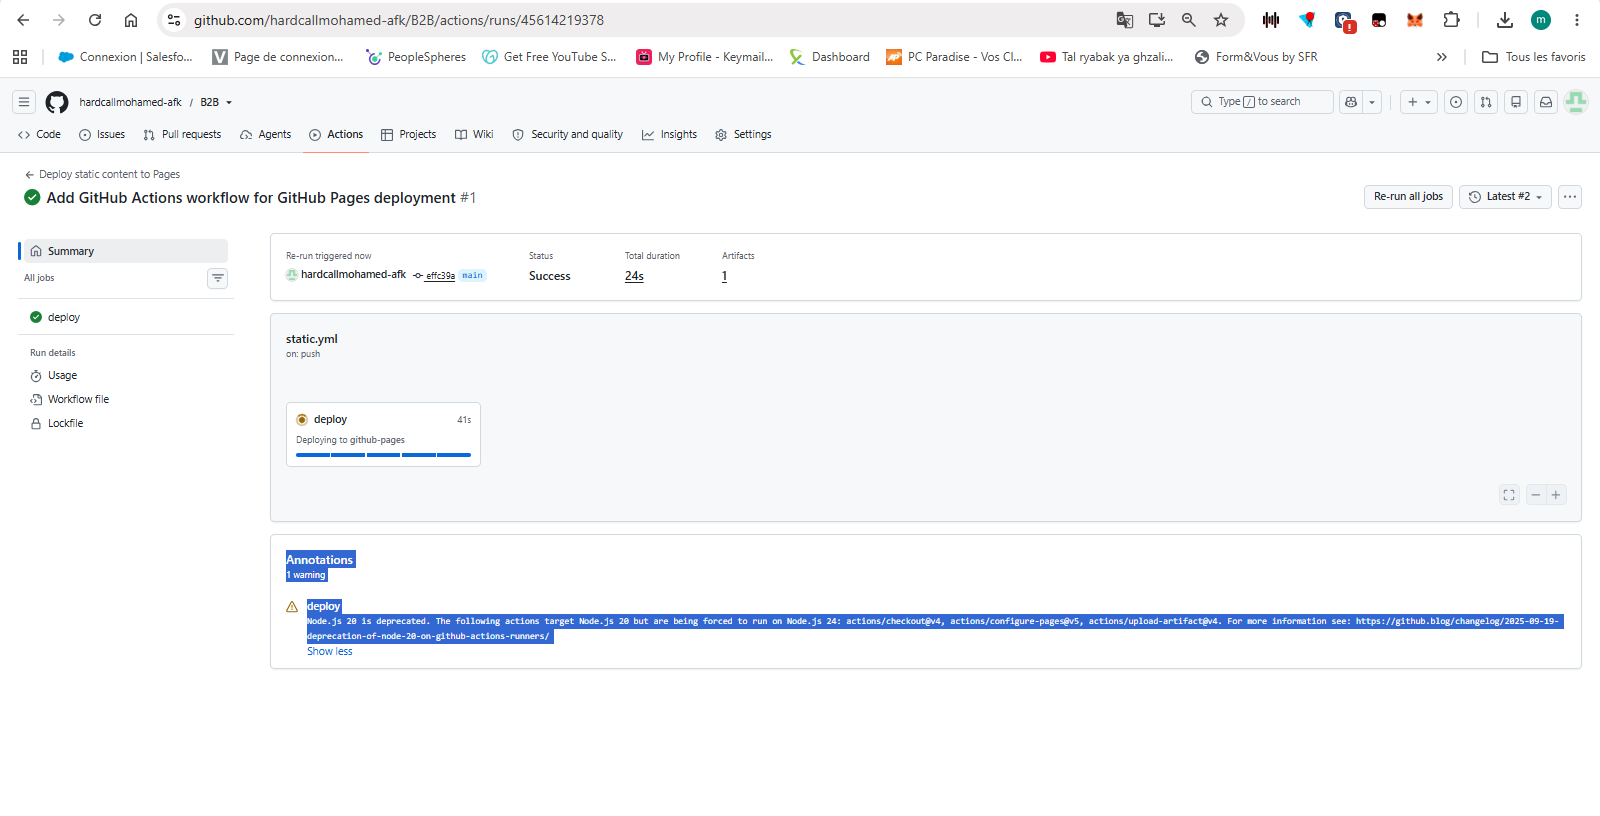 github.com/hardcallmohamed-afk/B2B/actions/runs/45614219378
m
Connexion | Salesfo...
Page de connexion...
PeopleSpheres
Get Free YouTube S...
My Profile - Keymail...
Dashboard
PC Paradise - Vos Cl...
Tal ryabak ya ghzali...
Form&Vous by SFR
Tous les favoris
hardcallmohamed-afk / B2B
Type / to search
Code
Issues
Pull requests
Agents
Actions
Projects
Wiki
Security and quality
Insights
Settings
Deploy static content to Pages
Add GitHub Actions workflow for GitHub Pages deployment #1
Re-run all jobs
Latest #2
Summary
All jobs
deploy
Run details
Usage
Workflow file
Lockfile
Re-run triggered now
hardcallmohamed-afk effc39a main
Status
Success
Total duration
24s
Artifacts
1
static.yml
on: push
deploy 41s
Deploying to github-pages
Annotations
1 warning
deploy
Node.js 20 is deprecated. The following actions target Node.js 20 but are being forced to run on Node.js 24: actions/checkout@v4, actions/configure-pages@v5, actions/upload-artifact@v4. For more information see: https://github.blog/changelog/2025-09-19-
deprecation-of-node-20-on-github-actions-runners/
Show less